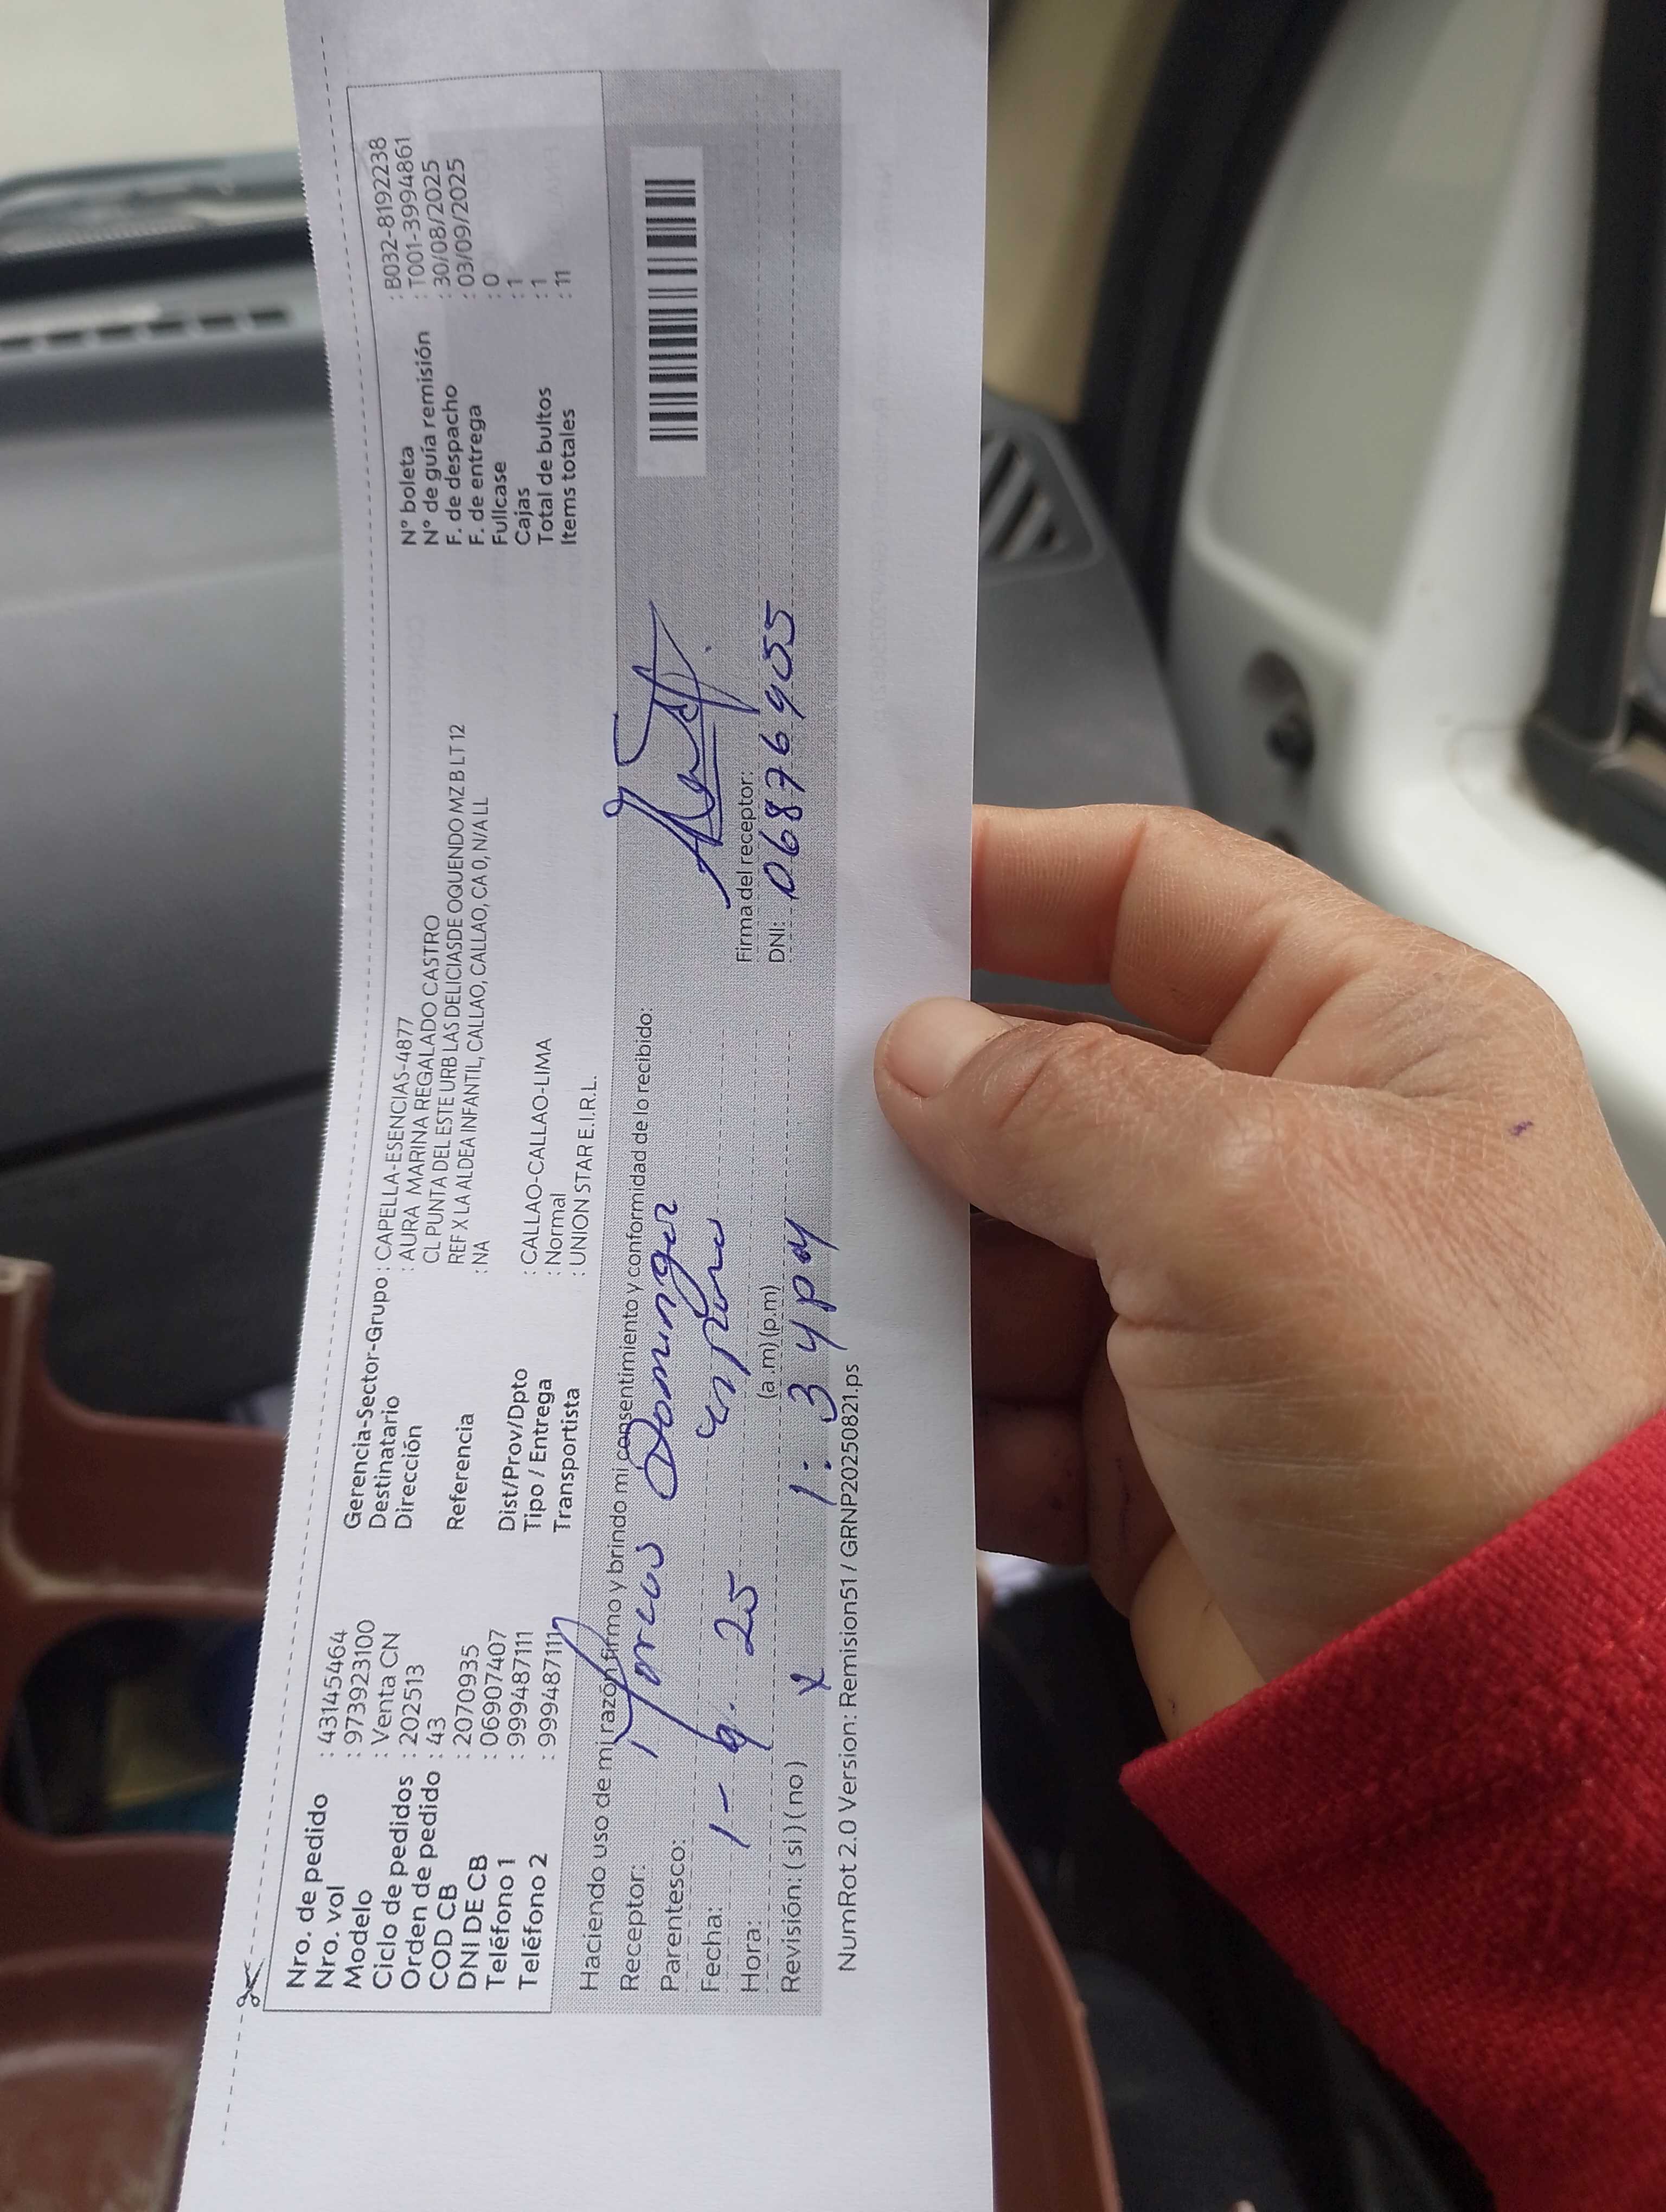 Nro. de pedido : 43145464
Nro. vol : 973923100
Modelo : Venta CN
Ciclo de pedidos : 202513
Orden de pedido : 43
COD CB : 2070935
DNI DE CB : 06907407
Teléfono 1 : 999487111
Teléfono 2 : 999487111
Gerencia-Sector-Grupo : CAPELLA-ESENCIAS-4877
Destinatario : AURA MARINA REGALADO CASTRO
Dirección CL PUNTA DEL ESTE URB LAS DELICIASDE OQUENDO MZ B LT 12
REF X LA ALDEA INFANTIL, CALLAO, CALLAO, CA 0, N/A LL
Referencia : NA
Dist/Prov/Dpto : CALLAO-CALLAO-LIMA
Tipo / Entrega : Normal
Transportista : UNION STAR E.I.R.L.
N° boleta : B032-8192238
N° de guía remisión : T001-39994861
F. de despacho : 30/08/2025
F. de entrega : 03/09/2025
Fullcase : 0
Cajas : 1
Total de bultos : 1
Items totales : 11
Haciendo uso de mi razón firmo y brindo mi consentimiento y conformidad de lo recibido:
Receptor: Marcos Dominguez
Parentesco:
Fecha: 1-9. 25
Hora: (a.m) (p.m) 1:34 pm
Revisión: ( si ) ( no ) x
Firma del receptor:
DNI: 06876905
NumRot 2.0 Version: Remision51 / GRNP202508821.ps